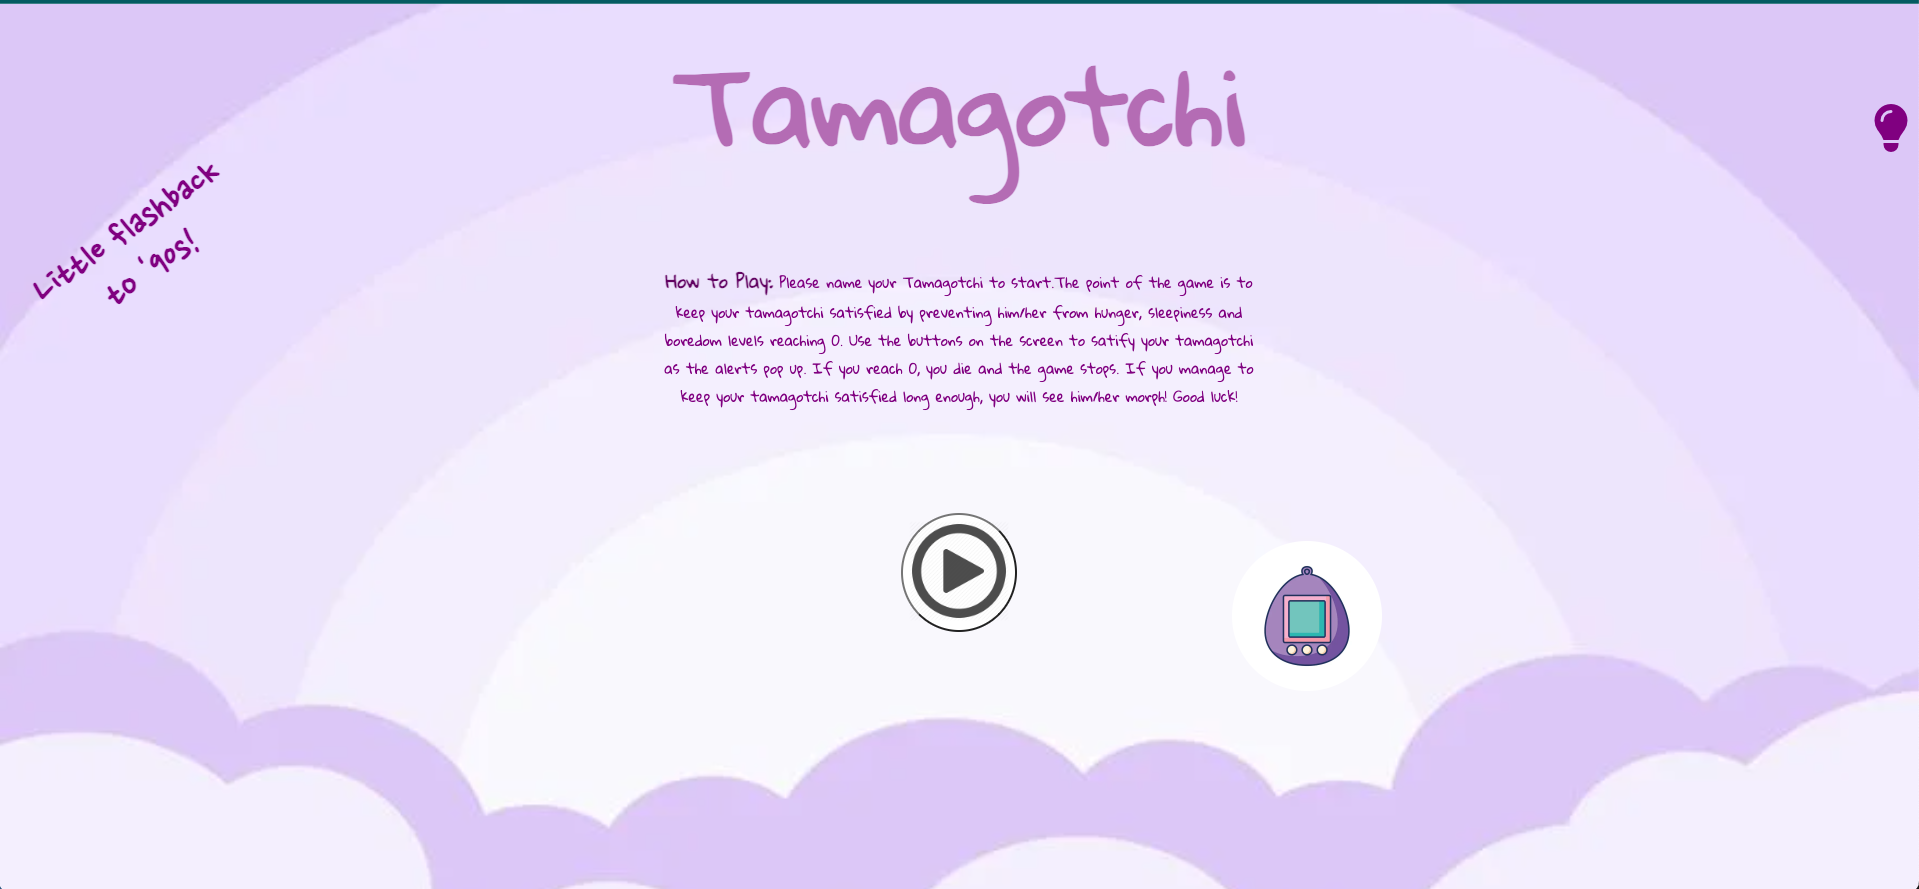 Tamagotchi
Little flashback
to '90s!
How to Play: Please name your Tamagotchi to start.The point of the game is to
keep your tamagotchi satisfied by preventing him/her from hunger, sleepiness and
boredom levels reaching 0. Use the buttons on the screen to satify your tamagotchi
as the alerts pop up. If you reach 0, you die and the game stops. If you manage to
keep your tamagotchi satisfied long enough, you will see him/her morph! Good luck!